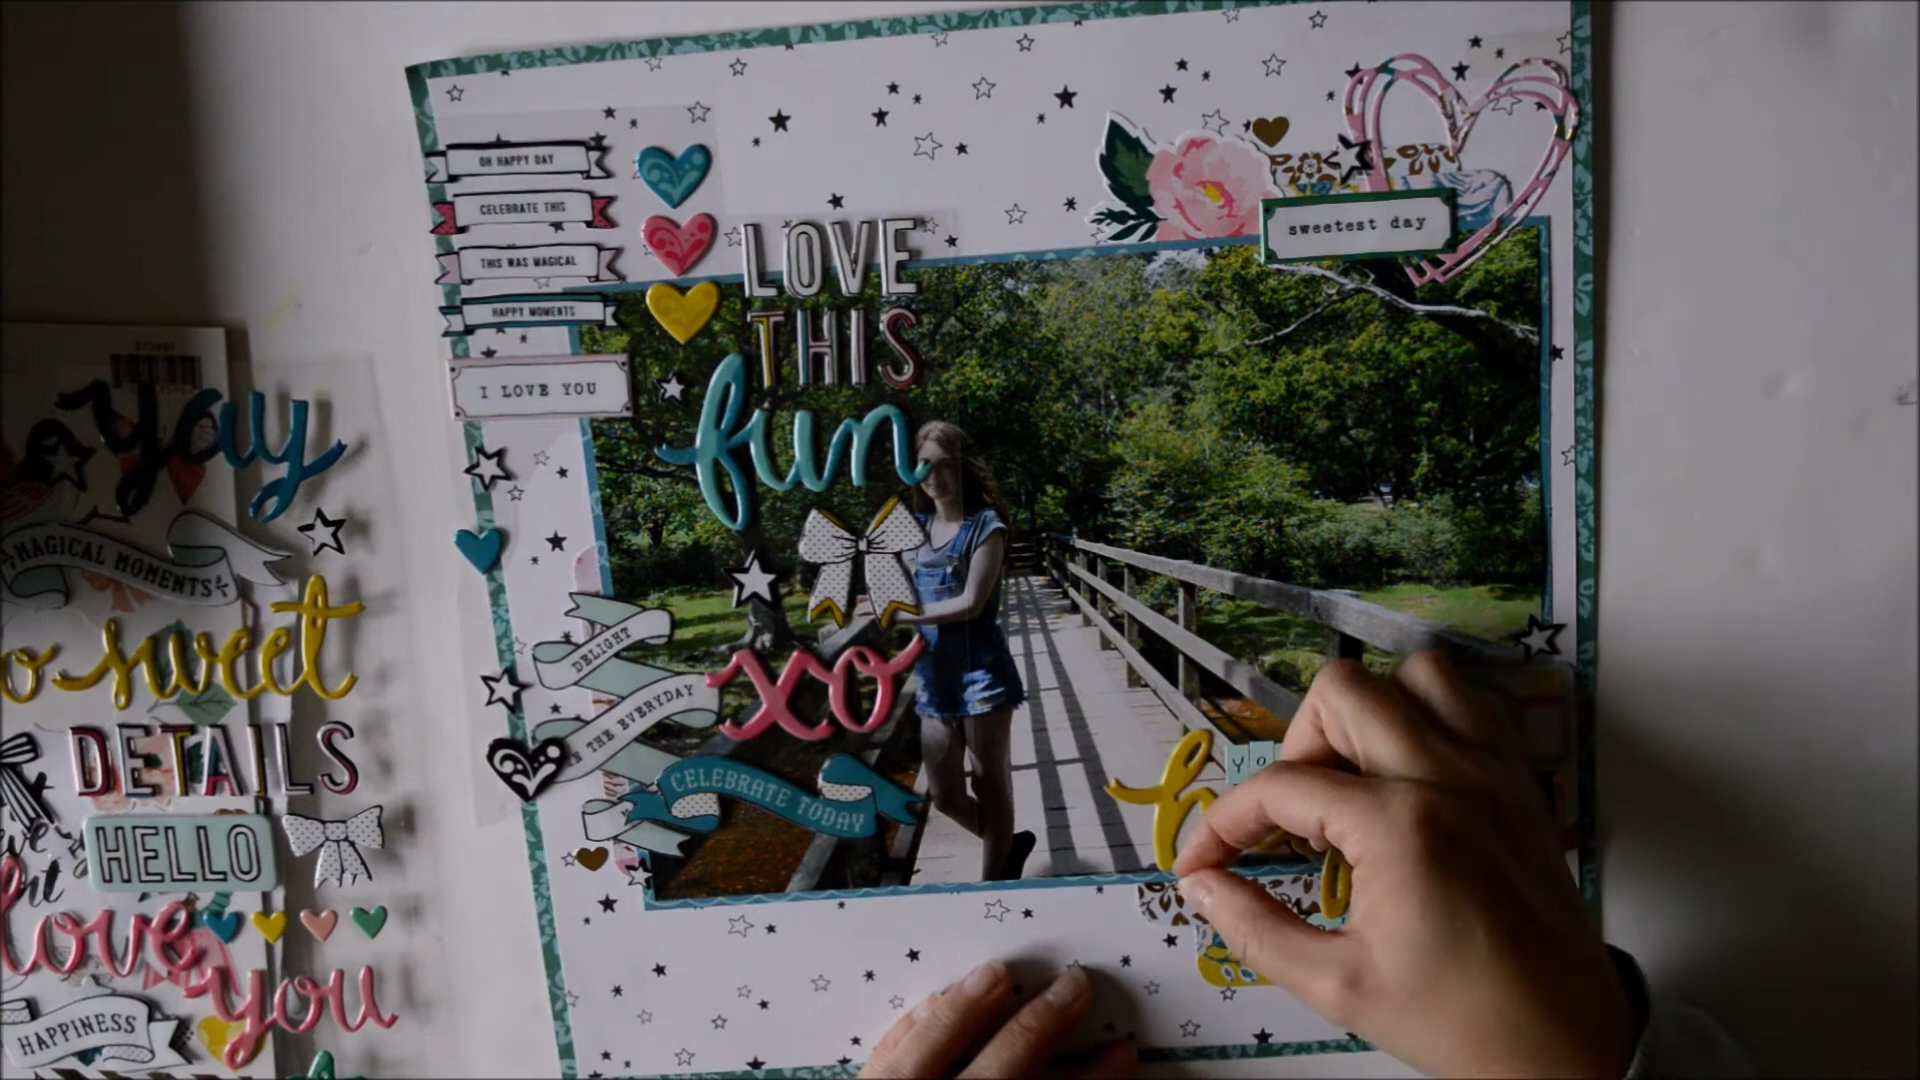 OH HAPPY DAY
CELEBRATE THIS
THIS WAS MAGICAL
HAPPY MOMENTS
I LOVE YOU
LOVE
THIS
fun
sweetest day
DELIGHT
IN THE EVERYDAY
xo
CELEBRATE TODAY
yay
MAGICAL MOMENTS
sweet
DETAILS
HELLO
love
you
HAPPINESS